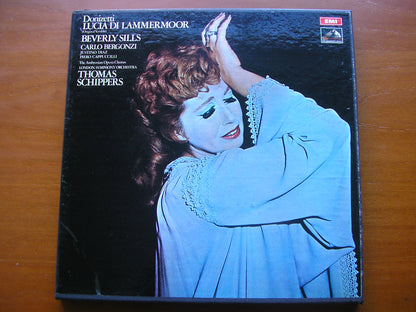 Donizetti
LUCIA DI LAMMERMOOR
BEVERLY SILLS
CARLO BERGONZI
JUSTINO DIAZ
PIERO CAPPUCCILLI
The Ambrosian Opera Chorus
LONDON SYMPHONY ORCHESTRA
THOMAS
SCHIPPERS
EMI